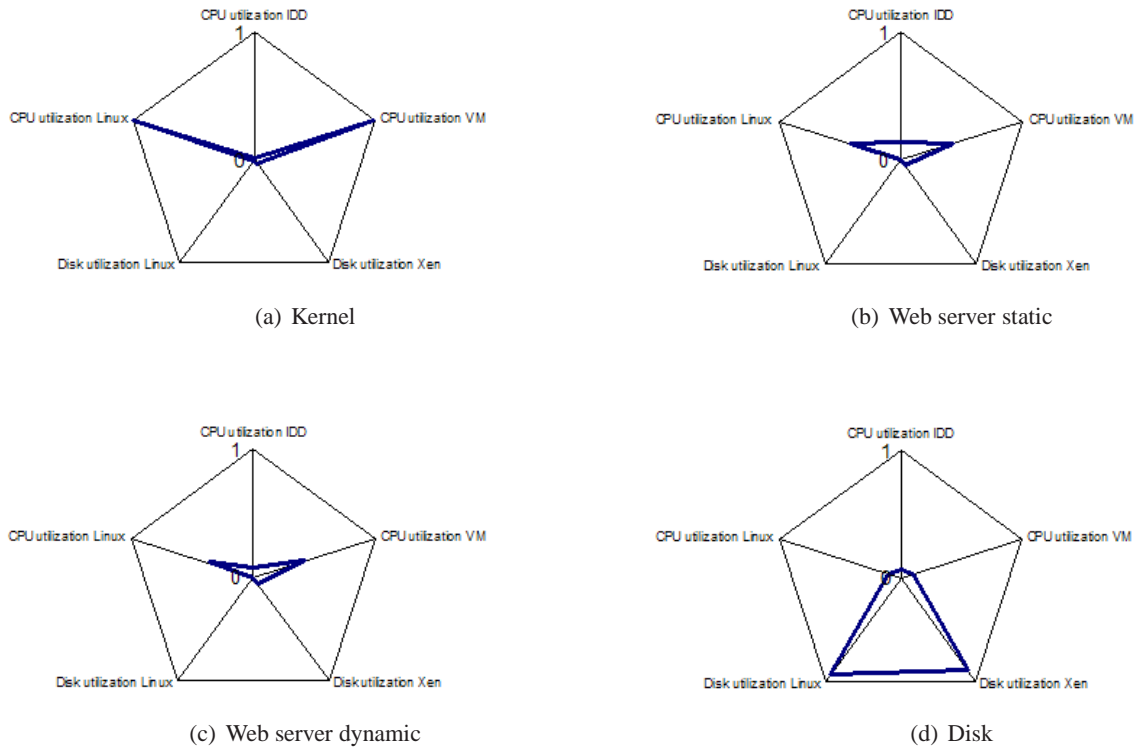 CPU utilization IDD
1
CPU utilization Linux
CPU utilization VM
0
Disk utilization Linux
Disk utilization Xen
(a) Kernel
CPU utilization IDD
1
CPU utilization Linux
CPU utilization VM
0
Disk utilization Linux
Disk utilization Xen
(b) Web server static
CPU utilization IDD
1
CPU utilization Linux
CPU utilization VM
0
Disk utilization Linux
Disk utilization Xen
(c) Web server dynamic
CPU utilization IDD
1
CPU utilization Linux
CPU utilization VM
0
Disk utilization Linux
Disk utilization Xen
(d) Disk